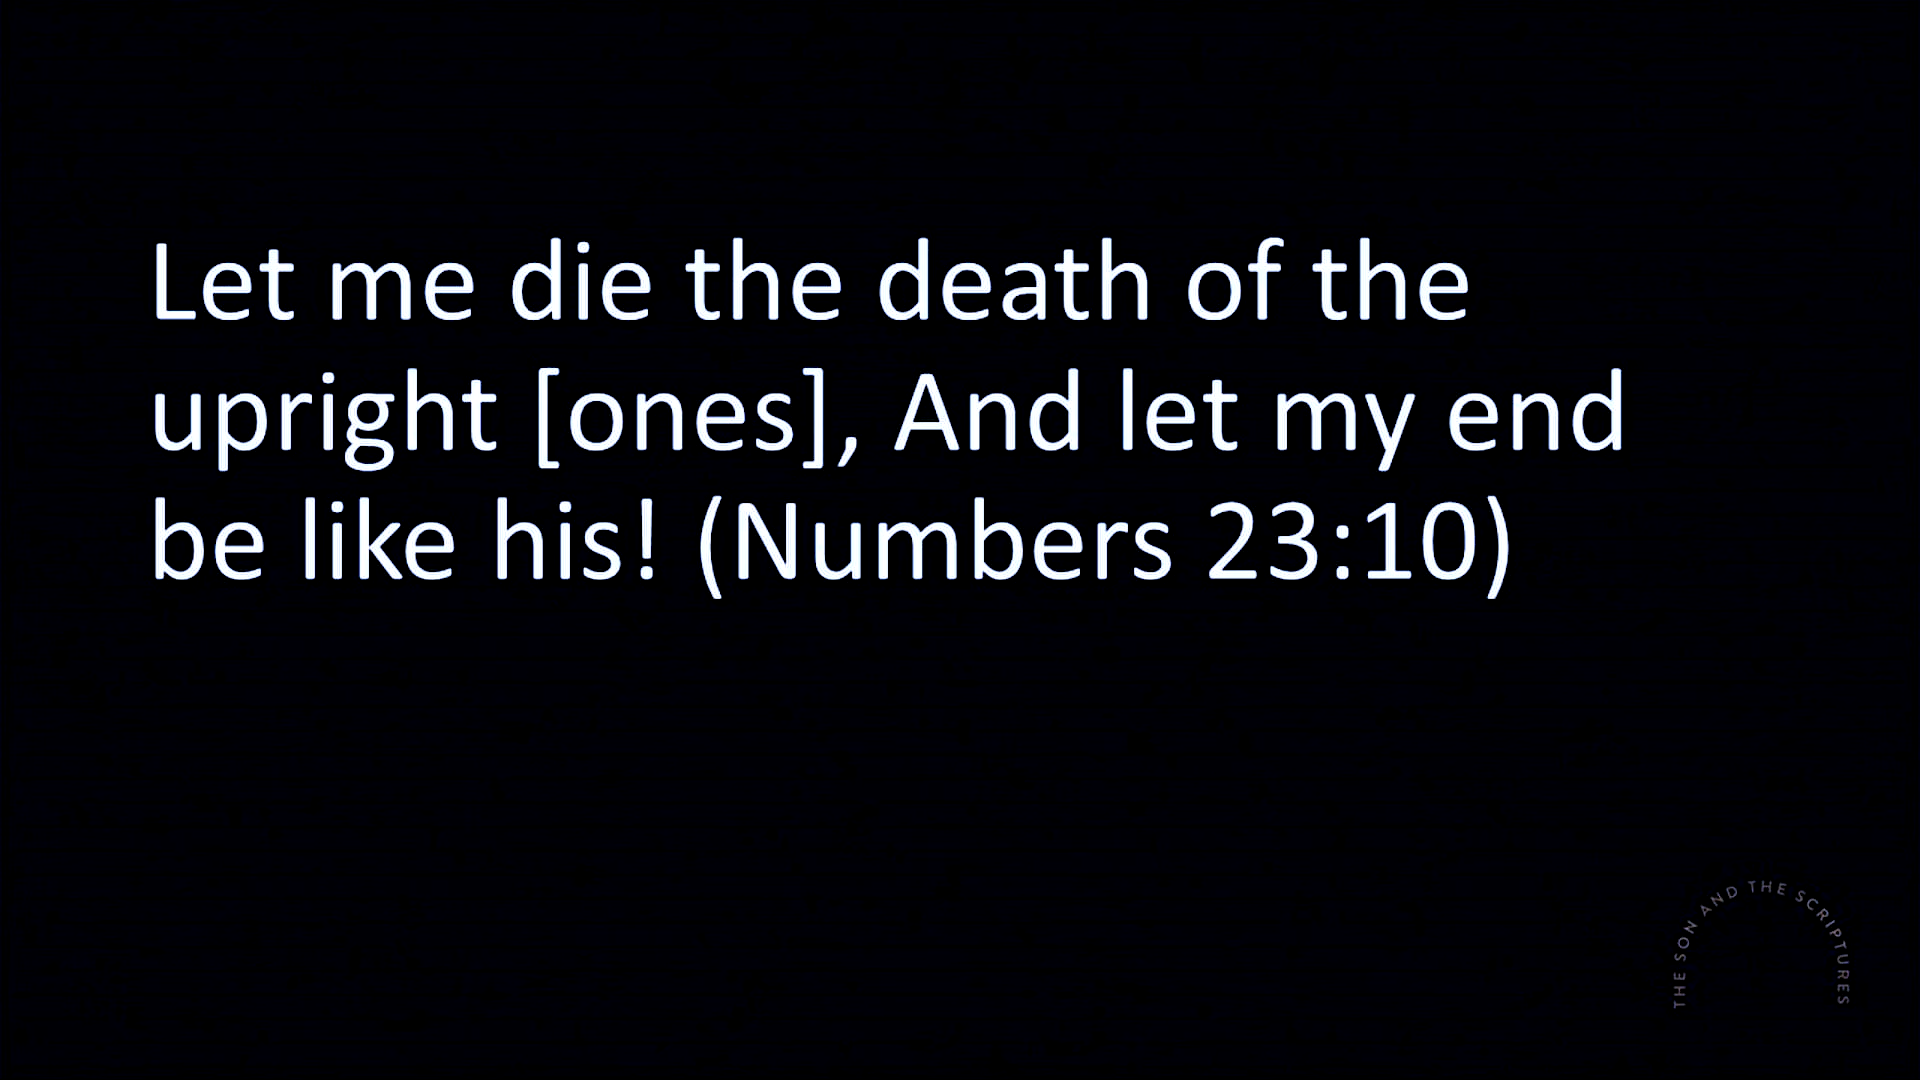 Let me die the death of the
upright [ones], And let my end
be like his! (Numbers 23:10)
THE SON AND THE SCRIPTURES